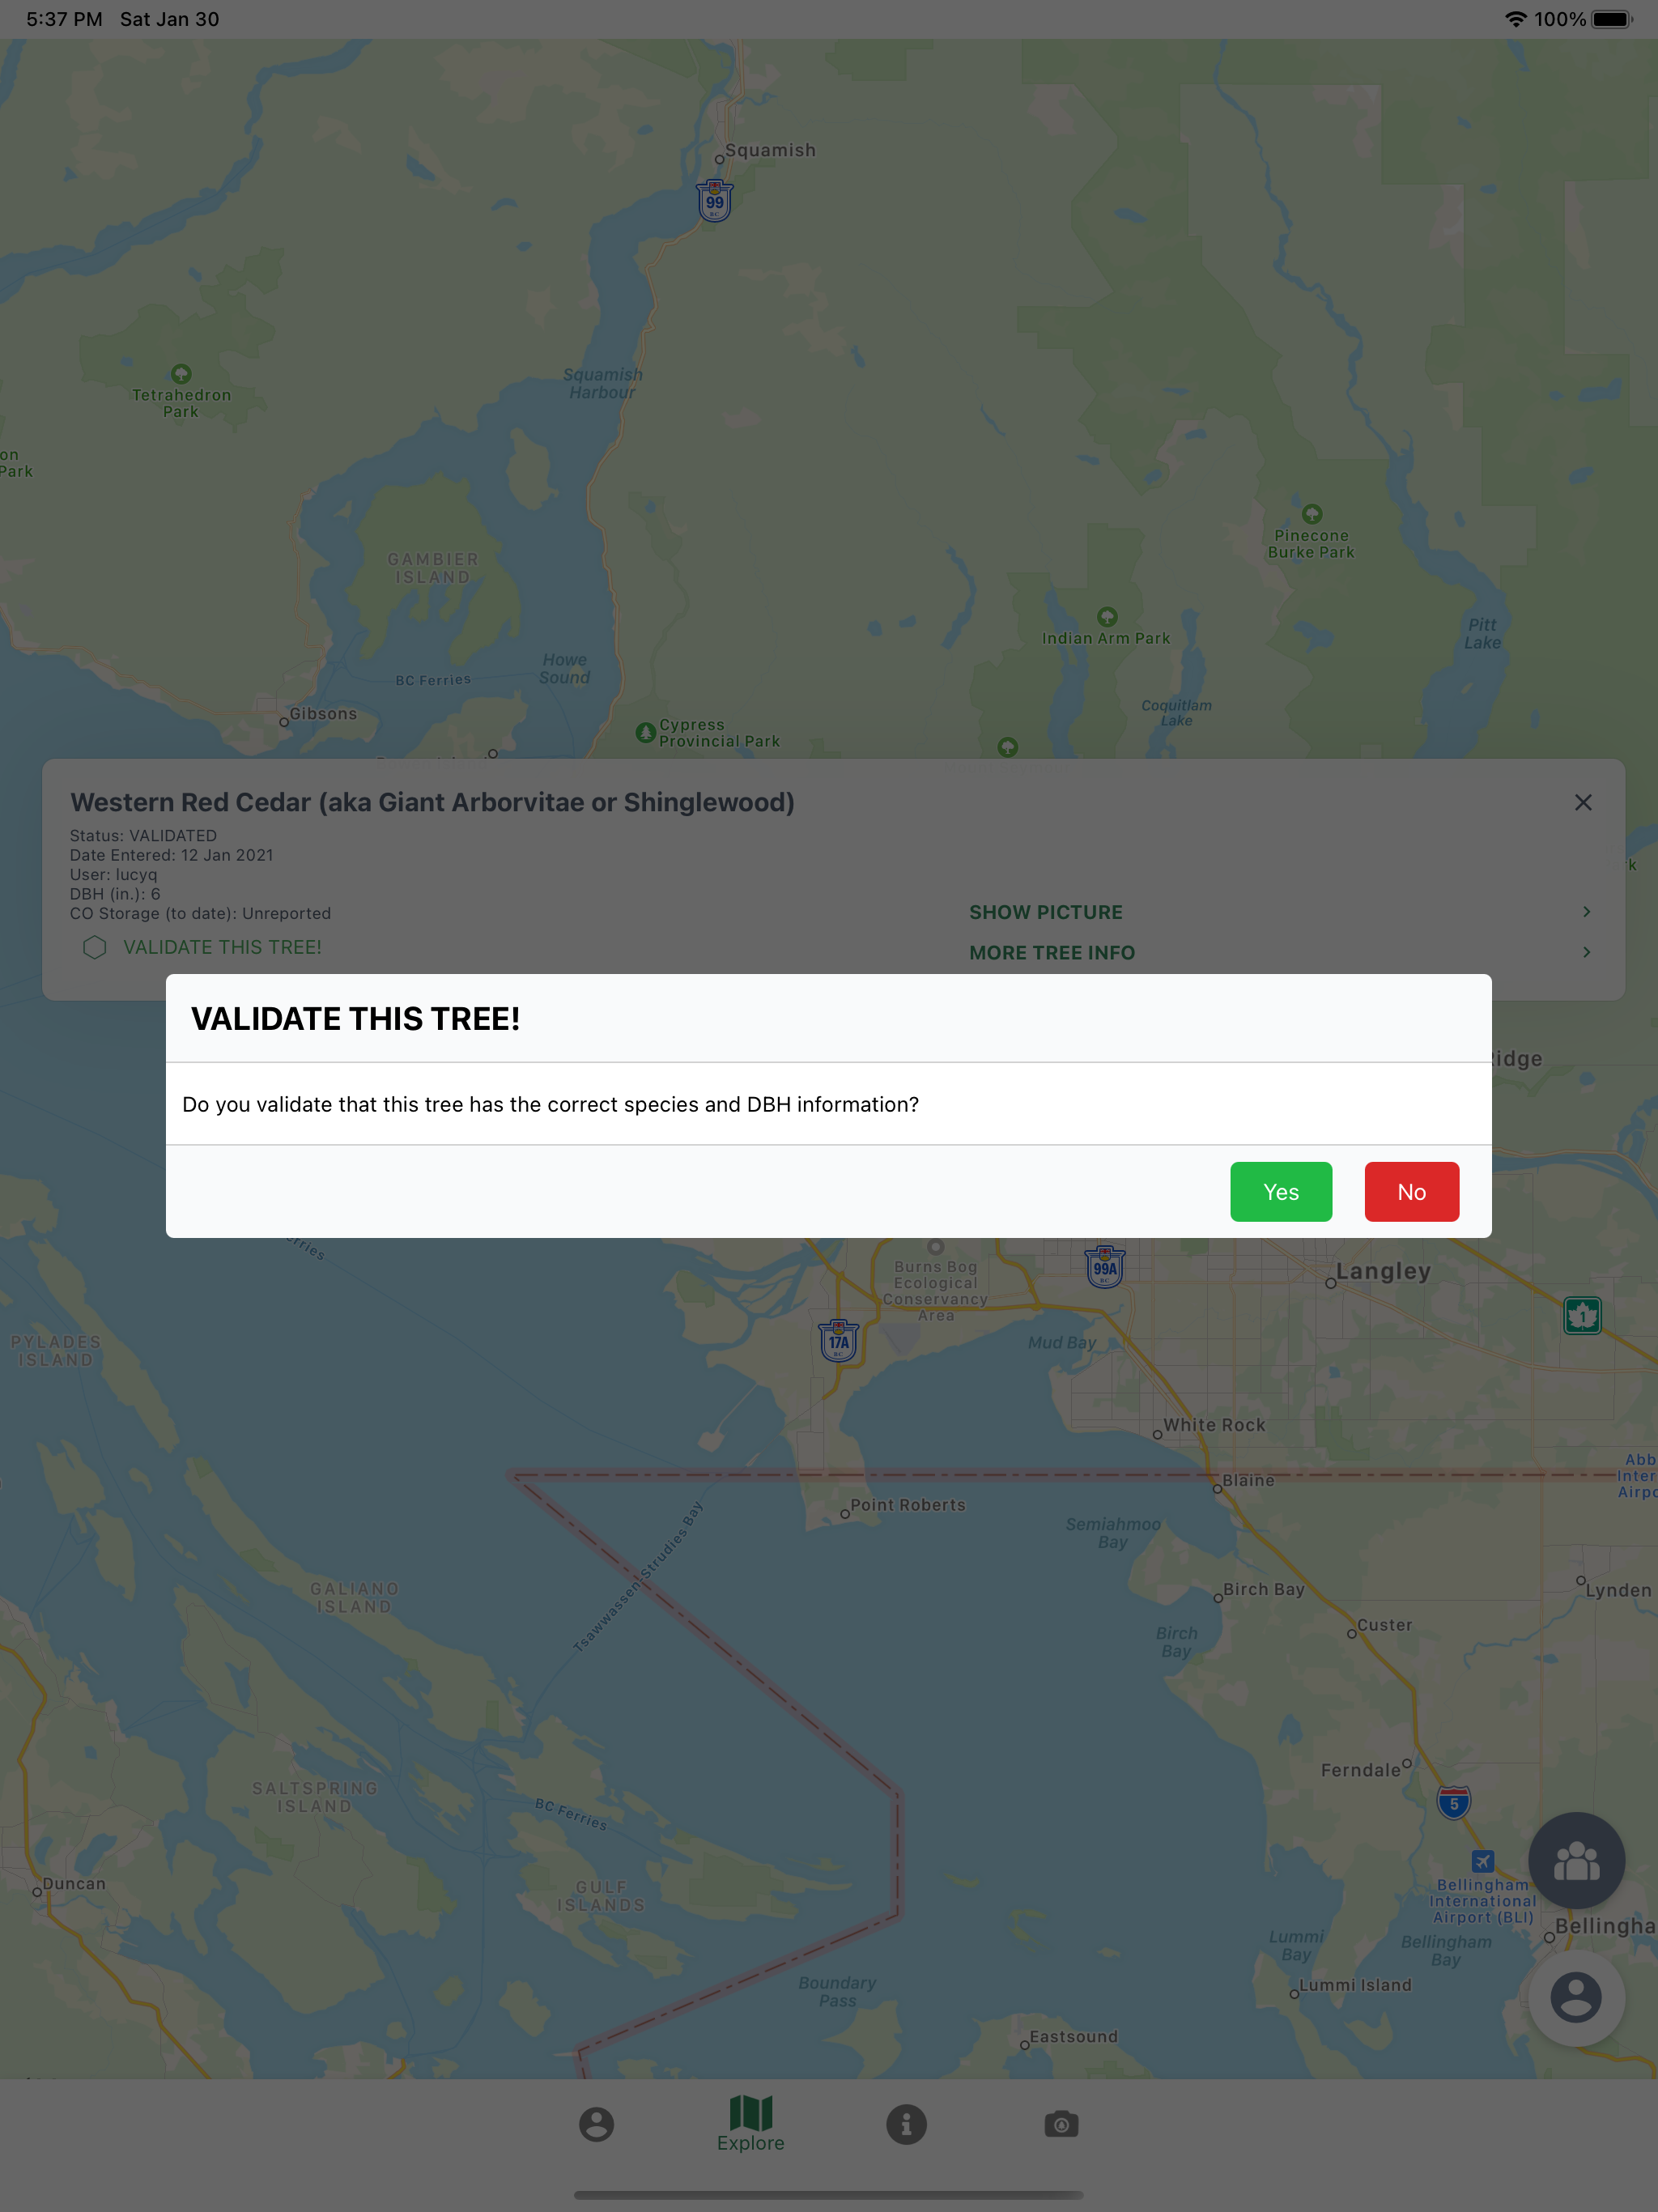 5:37 PM Sat Jan 30
100%
Squamish
99
BC
Squamish
Harbour
Tetrahedron
Park
on
Park
Pinecone
Burke Park
GAMBIER
ISLAND
Indian Arm Park
Pitt
Lake
Howe
Sound
BC Ferries
Coquitlam
Lake
Gibsons
Cypress
Provincial Park
Western Red Cedar (aka Giant Arborvitae or Shinglewood)
Status: VALIDATED
Date Entered: 12 Jan 2021
User: lucyq
DBH (in.): 6
CO Storage (to date): Unreported
VALIDATE THIS TREE!
SHOW PICTURE
MORE TREE INFO
k
VALIDATE THIS TREE!
Do you validate that this tree has the correct species and DBH information?
Yes
No
idge
erries
Burns Bog
Ecological
Conservancy
Area
99A
BC
Langley
1
17A
BC
Mud Bay
PYLADES
ISLAND
White Rock
Abb
Inter
Airpo
Blaine
Point Roberts
Semiahmoo
Bay
Tsawwassen-Strudies Bay
GALIANO
ISLAND
Birch Bay
Lynden
Custer
Birch
Bay
Ferndale
5
SALTSPRING
ISLAND
BC Ferries
Duncan
GULF
ISLANDS
Bellingham
International
Airport (BLI)
Bellingha
Lummi
Bay
Bellingham
Bay
Lummi Island
Boundary
Pass
Eastsound
Explore